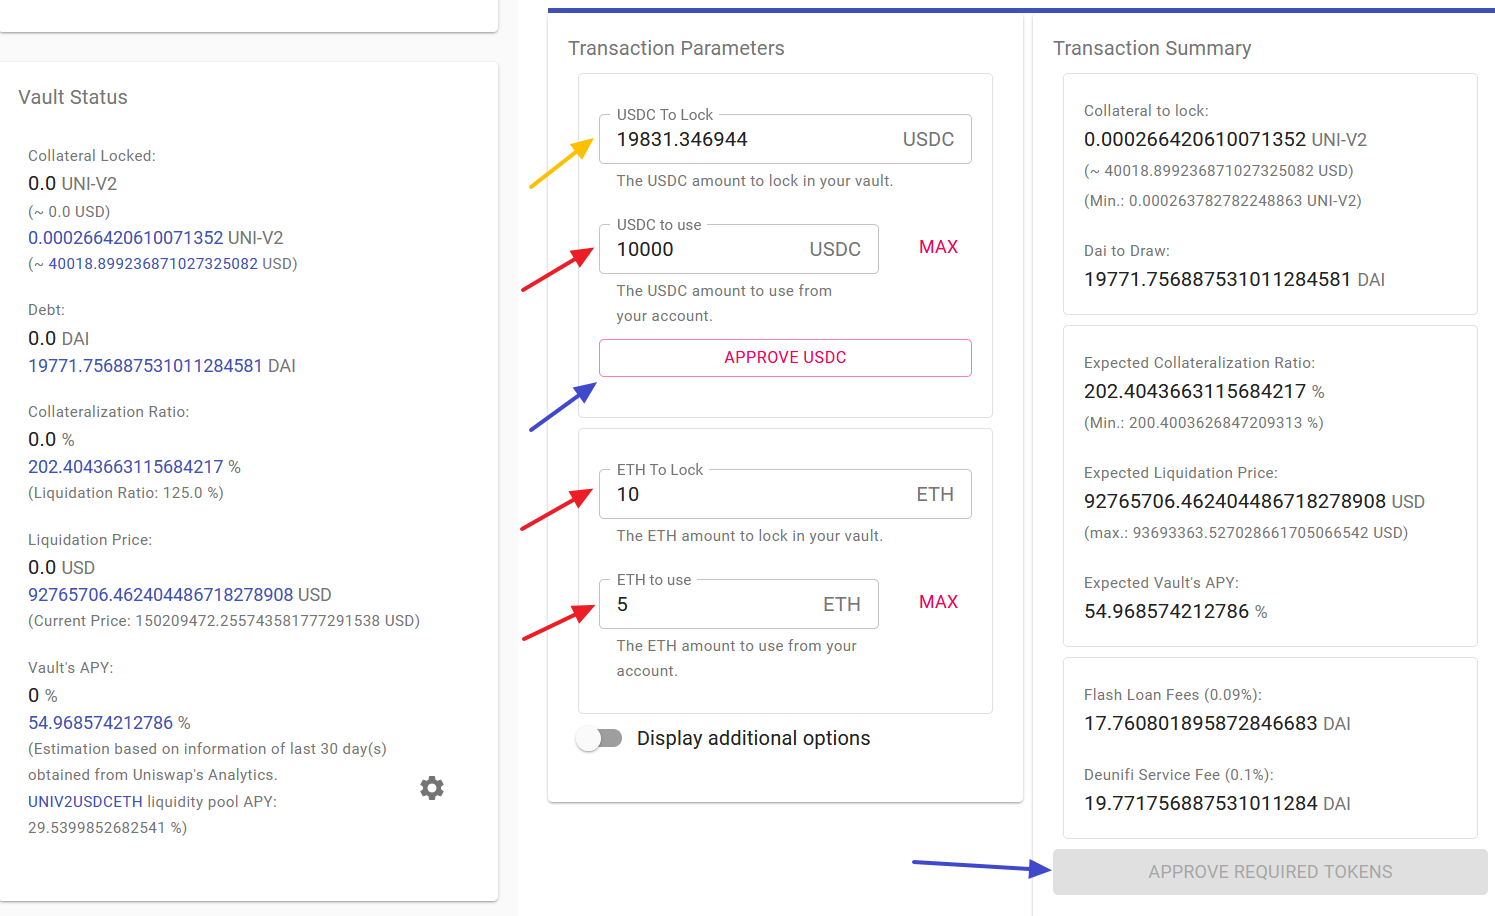 Vault Status
Collateral Locked:
0.0 UNI-V2
(~ 0.0 USD)
0.000266420610071352 UNI-V2
(~ 40018.899236871027325082 USD)
Debt:
0.0 DAI
19771.756887531011284581 DAI
Collateralization Ratio:
0.0 %
202.4043663115684217 %
(Liquidation Ratio: 125.0 %)
Liquidation Price:
0.0 USD
92765706.462404486718278908 USD
(Current Price: 150209472.255743581777291538 USD)
Vault's APY:
0 %
54.968574212786 %
(Estimation based on information of last 30 day(s)
obtained from Uniswap's Analytics.
UNIV2USDCETH liquidity pool APY:
29.5399852682541 %)
Transaction Parameters
USDC To Lock
19831.346944 USDC
The USDC amount to lock in your vault.
USDC to use
10000 USDC
MAX
The USDC amount to use from
your account.
APPROVE USDC
ETH To Lock
10 ETH
The ETH amount to lock in your vault.
ETH to use
5 ETH
MAX
The ETH amount to use from your
account.
Display additional options
Transaction Summary
Collateral to lock:
0.000266420610071352 UNI-V2
(~ 40018.899236871027325082 USD)
(Min.: 0.000263782782248863 UNI-V2)
Dai to Draw:
19771.756887531011284581 DAI
Expected Collateralization Ratio:
202.4043663115684217 %
(Min.: 200.4003626847209313 %)
Expected Liquidation Price:
92765706.462404486718278908 USD
(max.: 93693363.527028661705066542 USD)
Expected Vault's APY:
54.968574212786 %
Flash Loan Fees (0.09%):
17.760801895872846683 DAI
Deunifi Service Fee (0.1%):
19.771756887531011284 DAI
APPROVE REQUIRED TOKENS